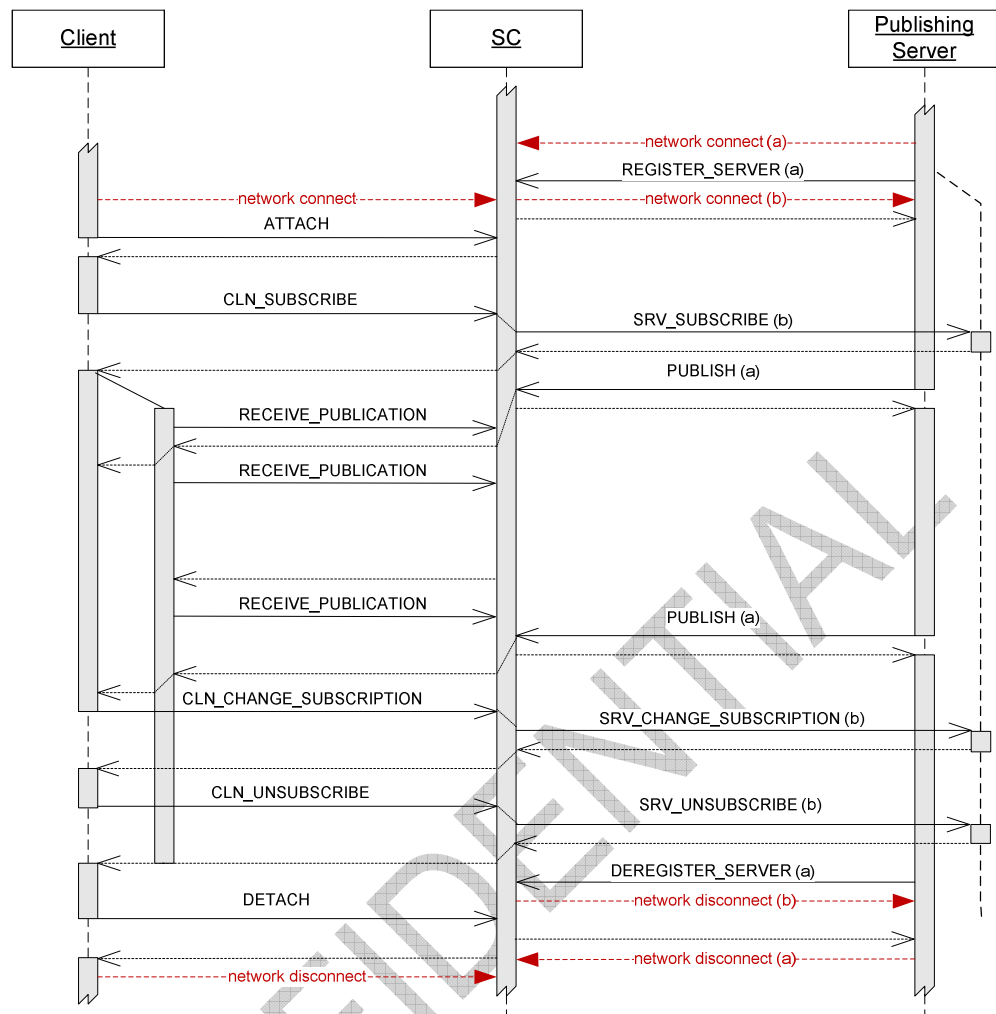 Client
SC
Publishing
Server
network connect (a)
REGISTER_SERVER (a)
network connect
network connect (b)
ATTACH
CLN_SUBSCRIBE
SRV_SUBSCRIBE (b)
PUBLISH (a)
RECEIVE_PUBLICATION
RECEIVE_PUBLICATION
RECEIVE_PUBLICATION
PUBLISH (a)
CLN_CHANGE_SUBSCRIPTION
SRV_CHANGE_SUBSCRIPTION (b)
CLN_UNSUBSCRIBE
SRV_UNSUBSCRIBE (b)
DEREGISTER_SERVER (a)
DETACH
network disconnect (b)
network disconnect (a)
network disconnect
FIDENTIAL